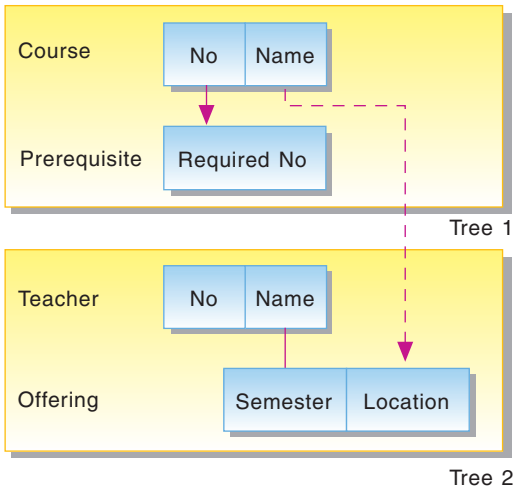 Course No Name
Prerequisite Required No
Tree 1
Teacher No Name
Offering Semester Location
Tree 2